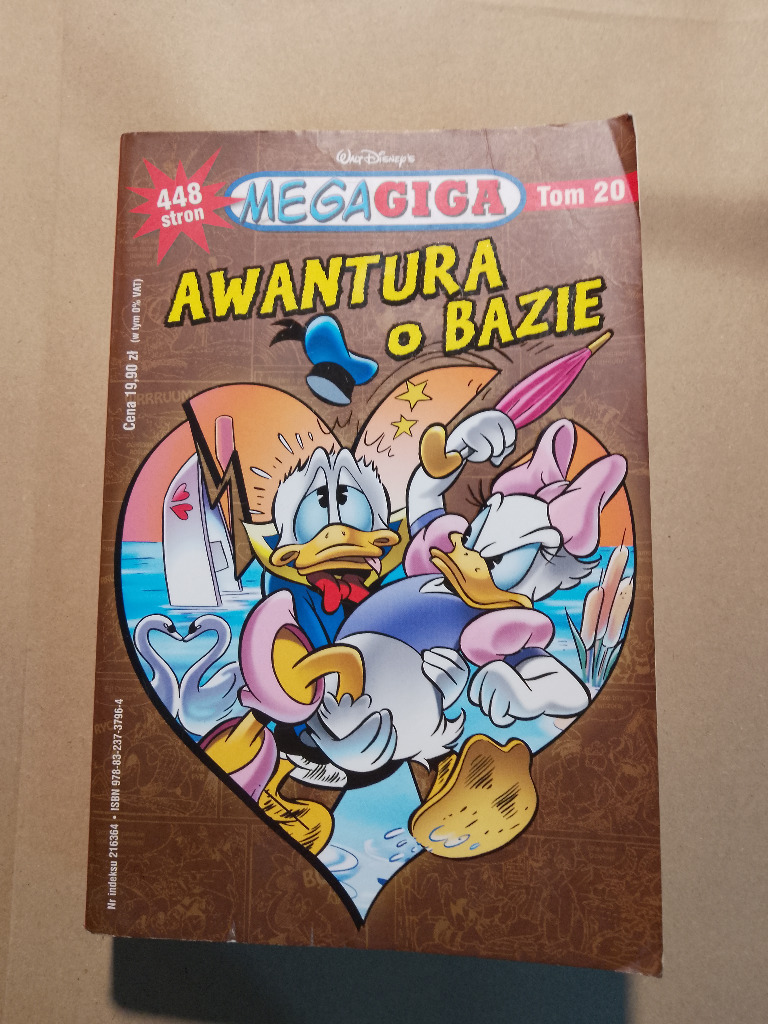 Walt Disney's
448
stron
MEGAGIGA
Tom 20
AWANTURA
O BAZIE
Cena 19,90 zł (w tym 0% VAT)
Nr indeksu 216364 • ISBN 978-83-237-3796-4